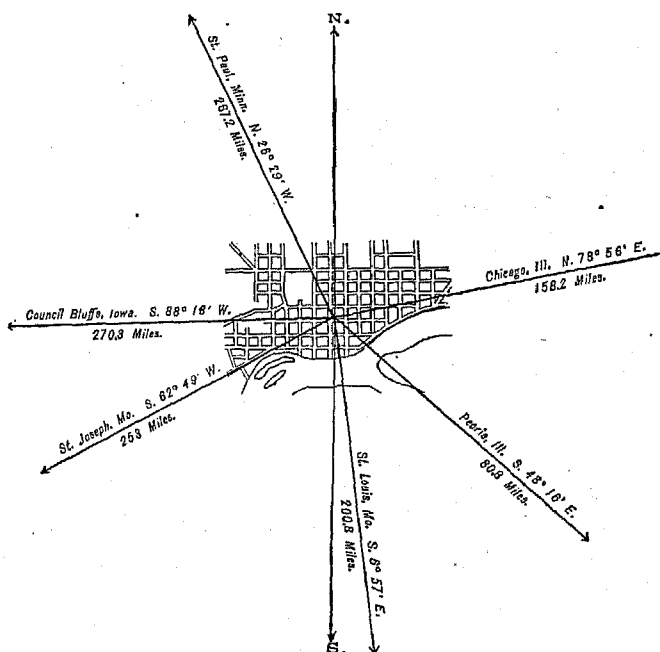 N.
St. Paul, Minn. N. 26° 29' W.
267.2 Miles.
Chicago, Ill. N. 78° 56' E.
158.2 Miles.
Council Bluffs, Iowa. S. 88° 16' W.
270.3 Miles.
St. Joseph, Mo. S. 62° 49' W.
253 Miles.
Peoria, Ill. S. 48° 16' E.
80.8 Miles.
St. Louis, Mo. S. 6° 57' E.
200.8 Miles.
S.